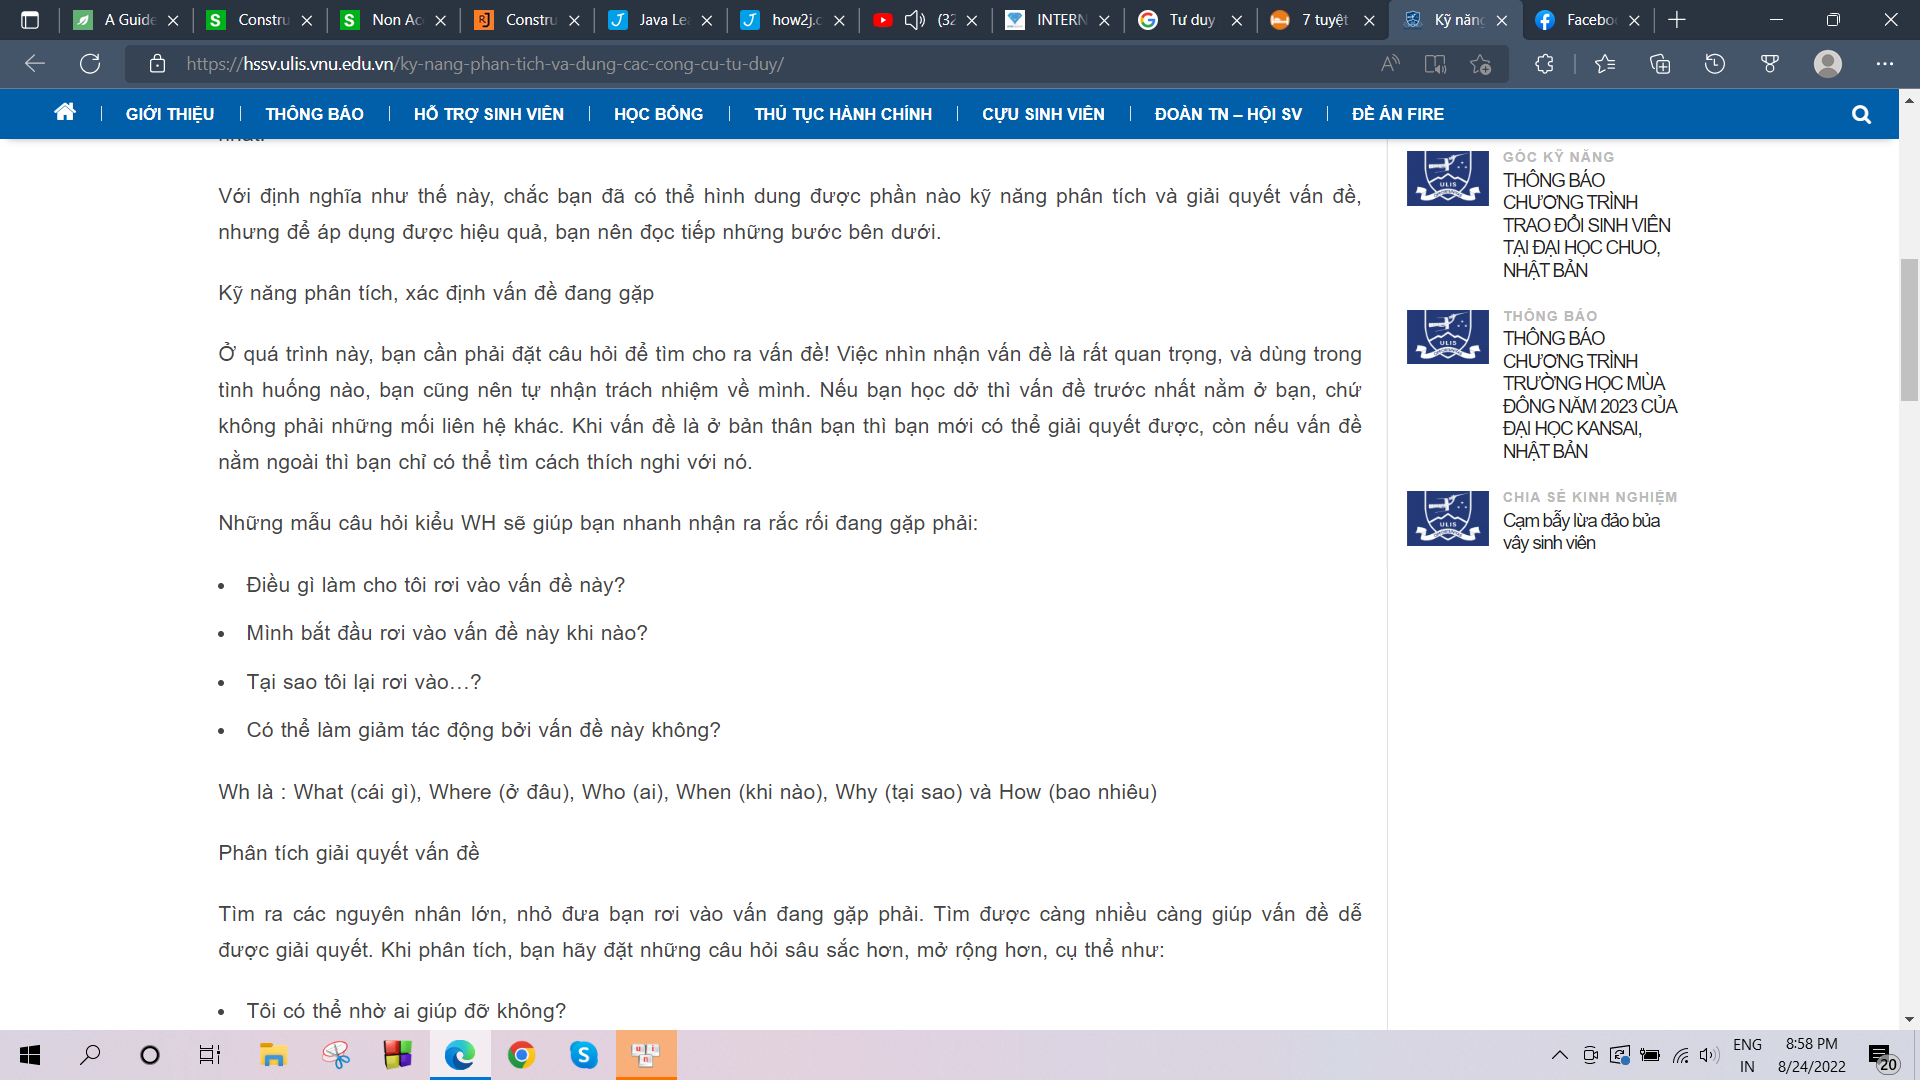 A Guide
Constru
Non Ac
Constru
Java Lea
how2j.c
(32
INTERN
Tư duy
7 tuyệt
Kỹ năng
Facebo
https://hssv.ulis.vnu.edu.vn/ky-nang-phan-tich-va-dung-cac-cong-cu-tu-duy/
GIỚI THIỆU
THÔNG BÁO
HỖ TRỢ SINH VIÊN
HỌC BỔNG
THỦ TỤC HÀNH CHÍNH
CỰU SINH VIÊN
ĐOÀN TN – HỘI SV
ĐỀ ÁN FIRE
Với định nghĩa như thế này, chắc bạn đã có thể hình dung được phần nào kỹ năng phân tích và giải quyết vấn đề,
nhưng để áp dụng được hiệu quả, bạn nên đọc tiếp những bước bên dưới.
Kỹ năng phân tích, xác định vấn đề đang gặp
Ở quá trình này, bạn cần phải đặt câu hỏi để tìm cho ra vấn đề! Việc nhìn nhận vấn đề là rất quan trọng, và dùng trong
tình huống nào, bạn cũng nên tự nhận trách nhiệm về mình. Nếu bạn học dở thì vấn đề trước nhất nằm ở bạn, chứ
không phải những mối liên hệ khác. Khi vấn đề là ở bản thân bạn thì bạn mới có thể giải quyết được, còn nếu vấn đề
nằm ngoài thì bạn chỉ có thể tìm cách thích nghi với nó.
Những mẫu câu hỏi kiểu WH sẽ giúp bạn nhanh nhận ra rắc rối đang gặp phải:
• Điều gì làm cho tôi rơi vào vấn đề này?
• Mình bắt đầu rơi vào vấn đề này khi nào?
• Tại sao tôi lại rơi vào…?
• Có thể làm giảm tác động bởi vấn đề này không?
Wh là : What (cái gì), Where (ở đâu), Who (ai), When (khi nào), Why (tại sao) và How (bao nhiêu)
Phân tích giải quyết vấn đề
Tìm ra các nguyên nhân lớn, nhỏ đưa bạn rơi vào vấn đang gặp phải. Tìm được càng nhiều càng giúp vấn đề dễ
được giải quyết. Khi phân tích, bạn hãy đặt những câu hỏi sâu sắc hơn, mở rộng hơn, cụ thể như:
• Tôi có thể nhờ ai giúp đỡ không?
ULIS
GÓC KỸ NĂNG
THÔNG BÁO
CHƯƠNG TRÌNH
TRAO ĐỔI SINH VIÊN
TẠI ĐẠI HỌC CHUO,
NHẬT BẢN
ULIS
THÔNG BÁO
THÔNG BÁO
CHƯƠNG TRÌNH
TRƯỜNG HỌC MÙA
ĐÔNG NĂM 2023 CỦA
ĐẠI HỌC KANSAI,
NHẬT BẢN
ULIS
CHIA SẺ KINH NGHIỆM
Cạm bẫy lừa đảo bủa
vây sinh viên
ENG
IN
8:58 PM
8/24/2022
20